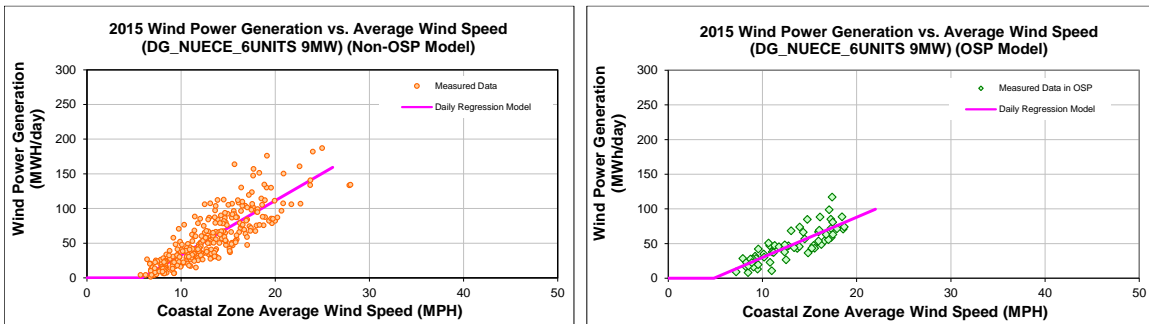 2015 Wind Power Generation vs. Average Wind Speed
(DG_NUECE_6UNITS 9MW) (Non-OSP Model)
Wind Power Generation
(MWH/day)
300
250
200
150
100
50
0
Measured Data
Daily Regression Model
0 10 20 30 40 50
Coastal Zone Average Wind Speed (MPH)
2015 Wind Power Generation vs. Average Wind Speed
(DG_NUECE_6UNITS 9MW) (OSP Model)
Wind Power Generation
(MWh/day)
300
250
200
150
100
50
0
Measured Data in OSP
Daily Regression Model
0 10 20 30 40 50
Coastal Zone Average Wind Speed (MPH)